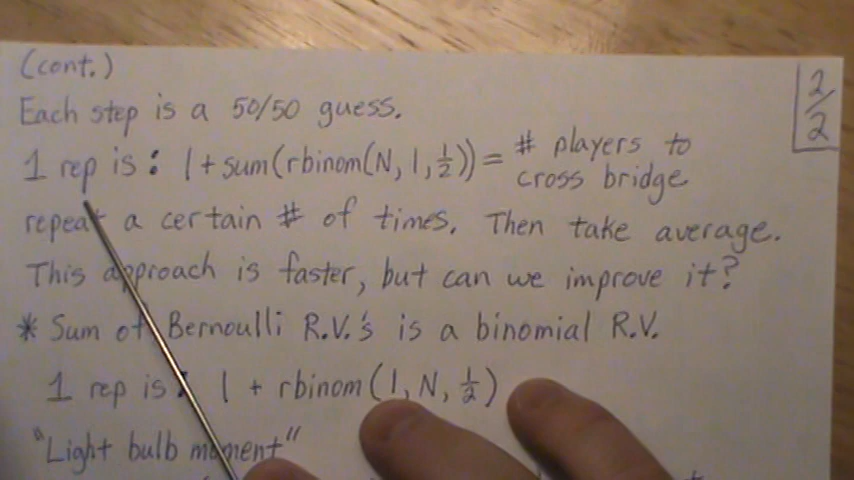 (cont.)
2/2
Each step is a 50/50 guess.
1 rep is: 1 + sum(rbinom(N, 1, 1/2)) = # players to cross bridge
repeat a certain # of times. Then take average.
This approach is faster, but can we improve it?
* Sum of Bernoulli R.V.'s is a binomial R.V.
1 rep is: 1 + rbinom(1, N, 1/2)
"Light bulb moment"